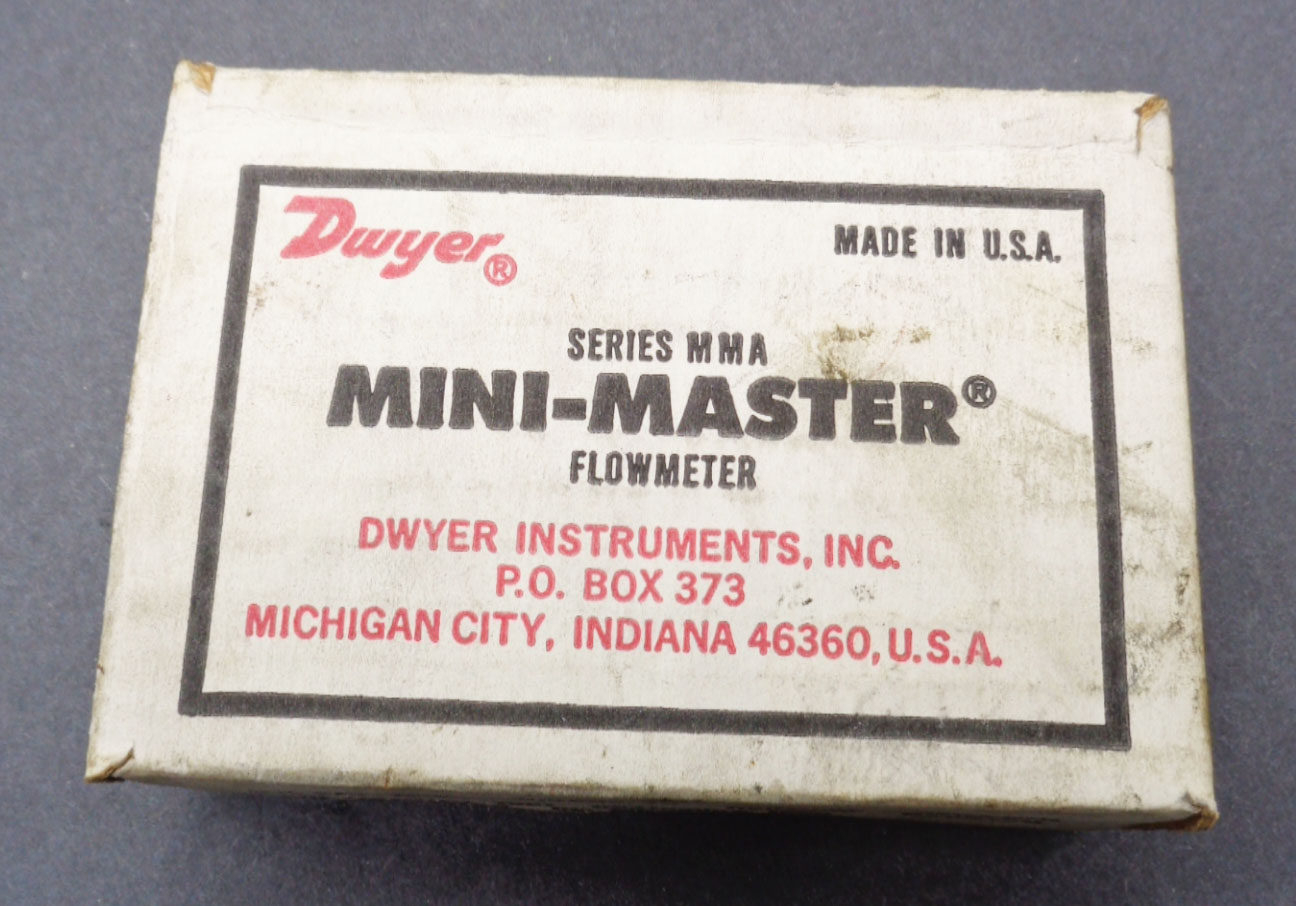 Dwyer®
MADE IN U.S.A.
SERIES MMA
MINI-MASTER®
FLOWMETER
DWYER INSTRUMENTS, INC.
P.O. BOX 373
MICHIGAN CITY, INDIANA 46360, U.S.A.